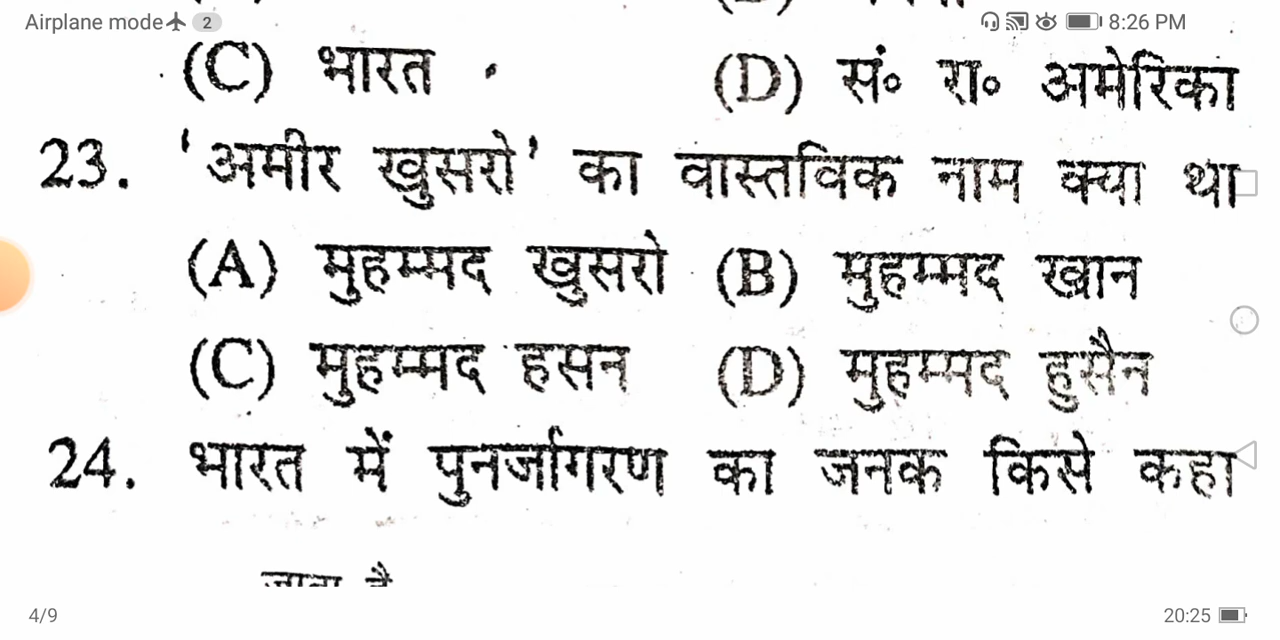 Airplane mode 2 8:26 PM
(C) भारत (D) सं० रा० अमेरिका
23. 'अमीर खुसरो' का वास्तविक नाम क्या था
(A) मुहम्मद खुसरो (B) मुहम्मद खान
(C) मुहम्मद हसन (D) मुहम्मद हुसैन
24. भारत में पुनर्जागरण का जनक किसे कहा
4/9 20:25